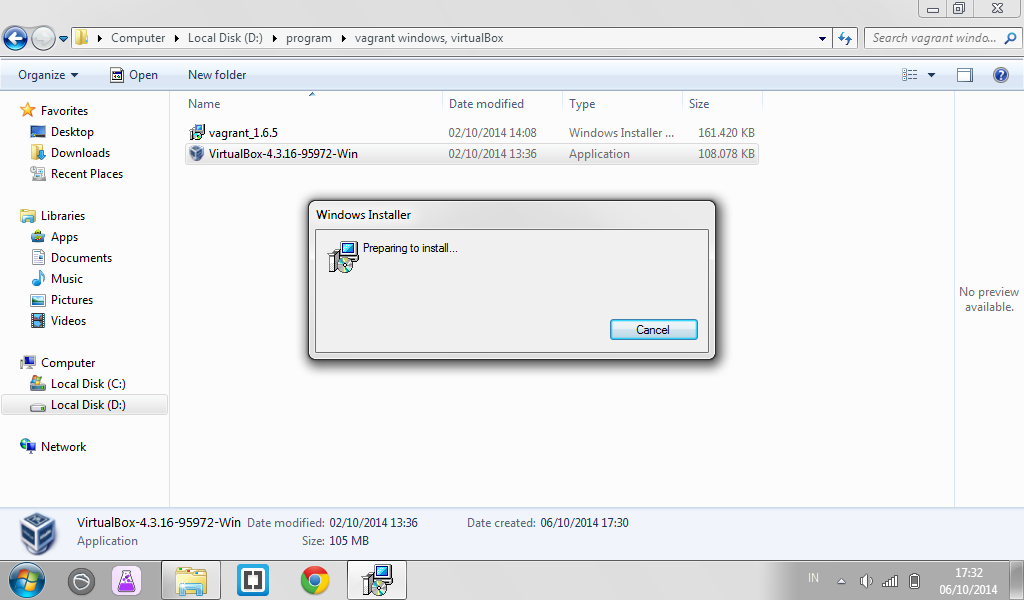 Computer Local Disk (D:) program vagrant windows, virtualBox Search vagrant windo...
Organize Open New folder
Favorites
Desktop
Downloads
Recent Places
Libraries
Apps
Documents
Music
Pictures
Videos
Computer
Local Disk (C:)
Local Disk (D:)
Network
Name Date modified Type Size
vagrant_1.6.5 02/10/2014 14:08 Windows Installer ... 161.420 KB
VirtualBox-4.3.16-95972-Win 02/10/2014 13:36 Application 108.078 KB
Windows Installer
Preparing to install...
Cancel
No preview
available.
VirtualBox-4.3.16-95972-Win Date modified: 02/10/2014 13:36 Date created: 06/10/2014 17:30
Application Size: 105 MB
IN 17:32
06/10/2014